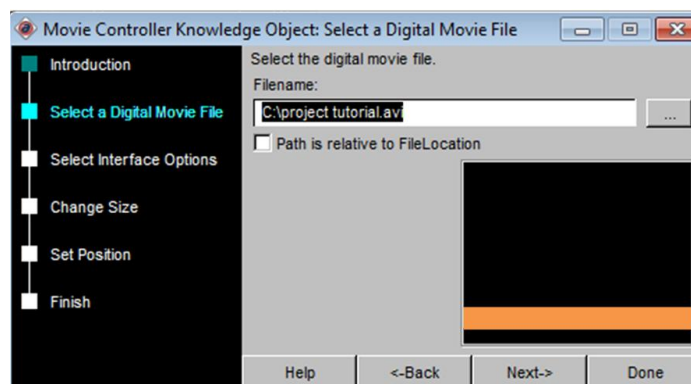 Movie Controller Knowledge Object: Select a Digital Movie File
Introduction
Select a Digital Movie File
Select Interface Options
Change Size
Set Position
Finish
Select the digital movie file.
Filename:
C:\project tutorial.avi
...
Path is relative to FileLocation
Help
<-Back
Next->
Done